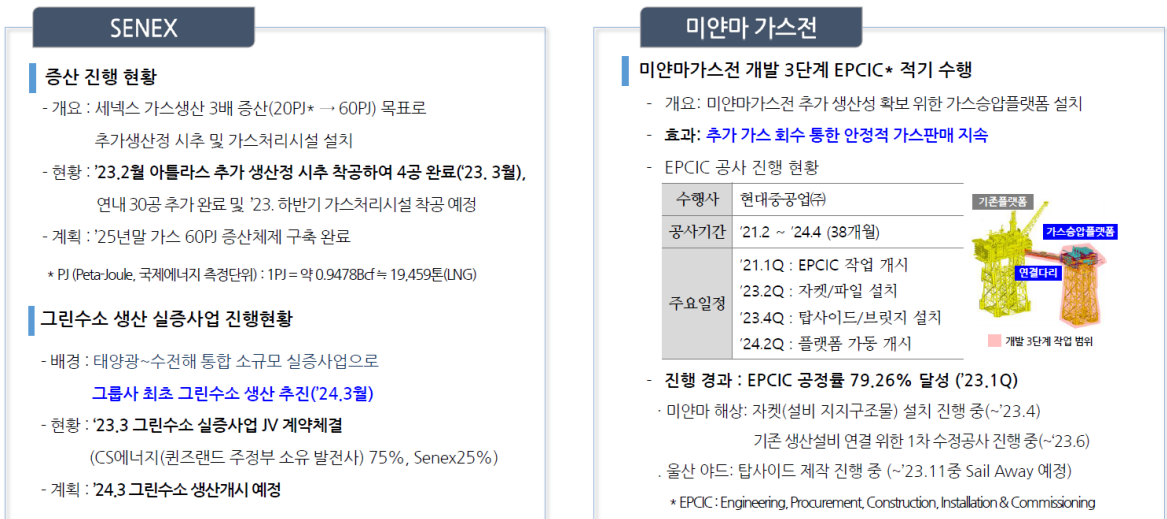 SENEX
증산 진행 현황
- 개요 : 세넥스 가스생산 3배 증산(20PJ* → 60PJ) 목표로
추가생산정 시추 및 가스처리시설 설치
- 현황 : ’23.2월 아틀라스 추가 생산정 시추 착공하여 4공 완료(‘23. 3월),
연내 30공 추가 완료 및 ’23. 하반기 가스처리시설 착공 예정
- 계획 : ’25년말 가스 60PJ 증산체제 구축 완료
* PJ (Peta-Joule, 국제에너지 측정단위) : 1PJ = 약 0.9478Bcf ≒ 19,459톤(LNG)
그린수소 생산 실증사업 진행현황
- 배경 : 태양광~수전해 통합 소규모 실증사업으로
그룹사 최초 그린수소 생산 추진(’24.3월)
- 현황 : ‘23.3 그린수소 실증사업 JV 계약체결
(CS에너지(퀸즈랜드 주정부 소유 발전사) 75%, Senex25%)
- 계획 : ’24.3 그린수소 생산개시 예정
미얀마 가스전
미얀마가스전 개발 3단계 EPCIC* 적기 수행
- 개요: 미얀마가스전 추가 생산성 확보 위한 가스승압플랫폼 설치
- 효과: 추가 가스 회수 통한 안정적 가스판매 지속
- EPCIC 공사 진행 현황
수행사 현대중공업㈜
공사기간 ’21.2 ~ ’24.4 (38개월)
주요일정
’21.1Q : EPCIC 작업 개시
’23.2Q : 자켓/파일 설치
’23.4Q : 탑사이드/브릿지 설치
’24.2Q : 플랫폼 가동 개시
기존플랫폼
가스승압플랫폼
연결다리
개발 3단계 작업 범위
- 진행 경과 : EPCIC 공정률 79.26% 달성 (’23.1Q)
· 미얀마 해상: 자켓(설비 지지구조물) 설치 진행 중(~’23.4)
기존 생산설비 연결 위한 1차 수정공사 진행 중(~‘23.6)
. 울산 야드: 탑사이드 제작 진행 중 (~’23.11중 Sail Away 예정)
* EPCIC : Engineering, Procurement, Construction, Installation & Commissioning